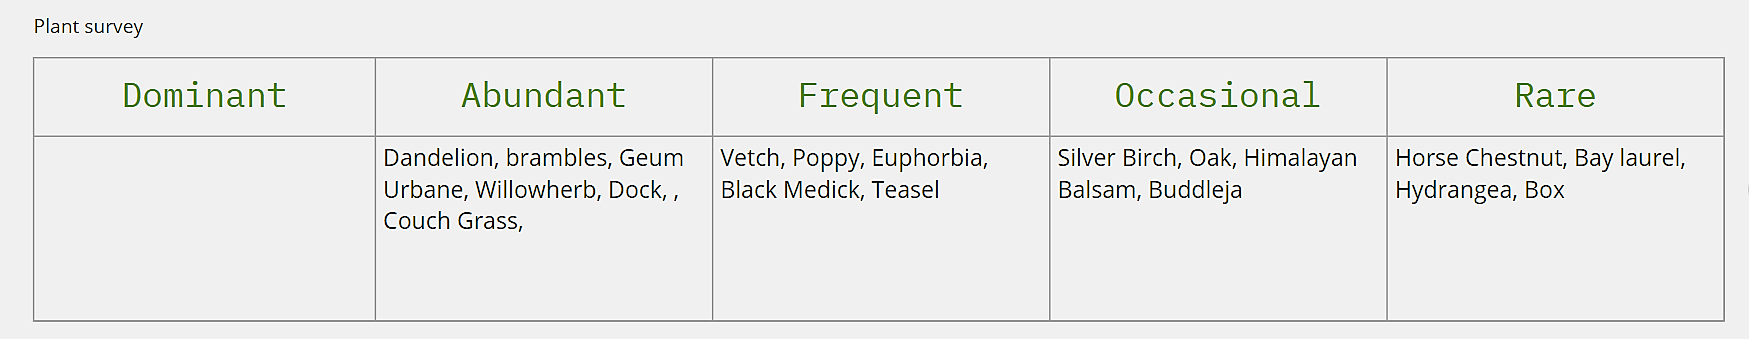 Plant survey
Dominant Abundant Frequent Occasional Rare
Dandelion, brambles, Geum
Urbane, Willowherb, Dock, ,
Couch Grass,
Vetch, Poppy, Euphorbia,
Black Medick, Teasel
Silver Birch, Oak, Himalayan
Balsam, Buddleja
Horse Chestnut, Bay laurel,
Hydrangea, Box